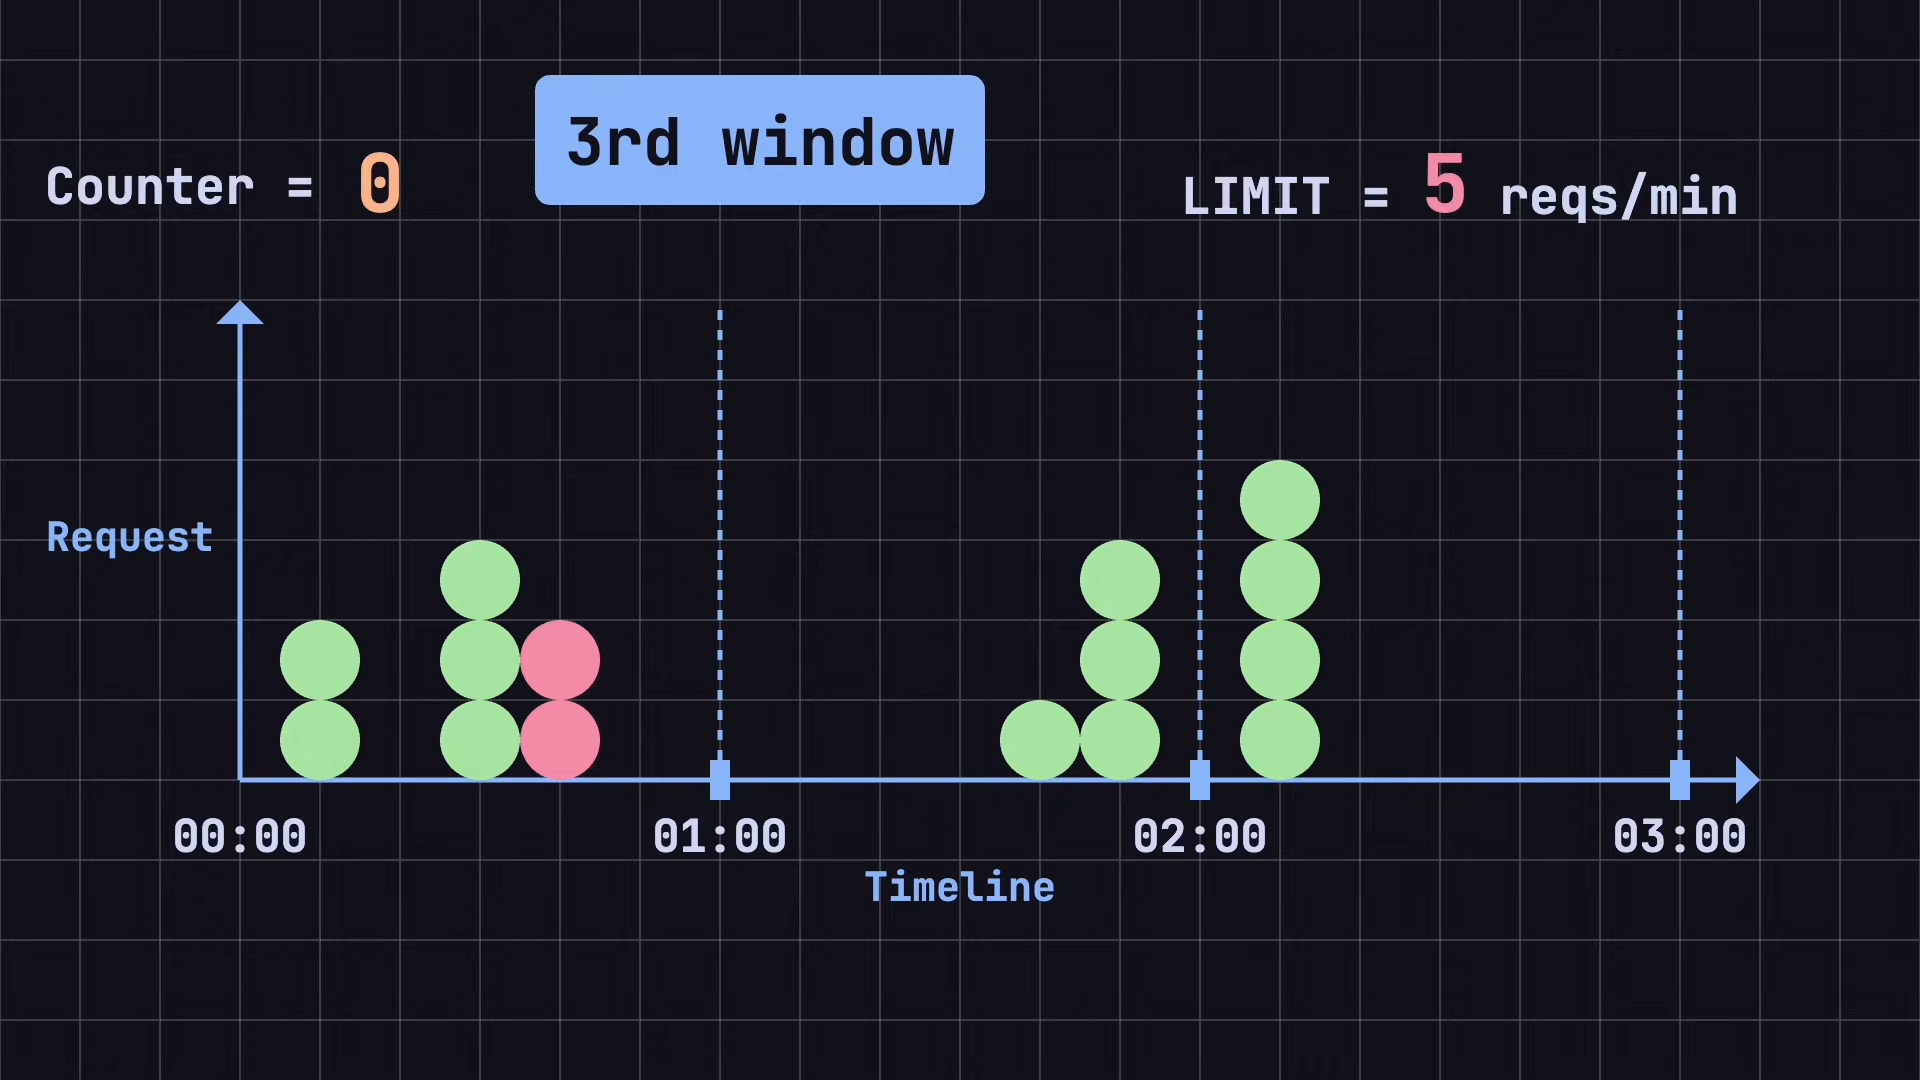 3rd window
Counter = 0
LIMIT = 5 reqs/min
Request
00:00 01:00 02:00 03:00
Timeline